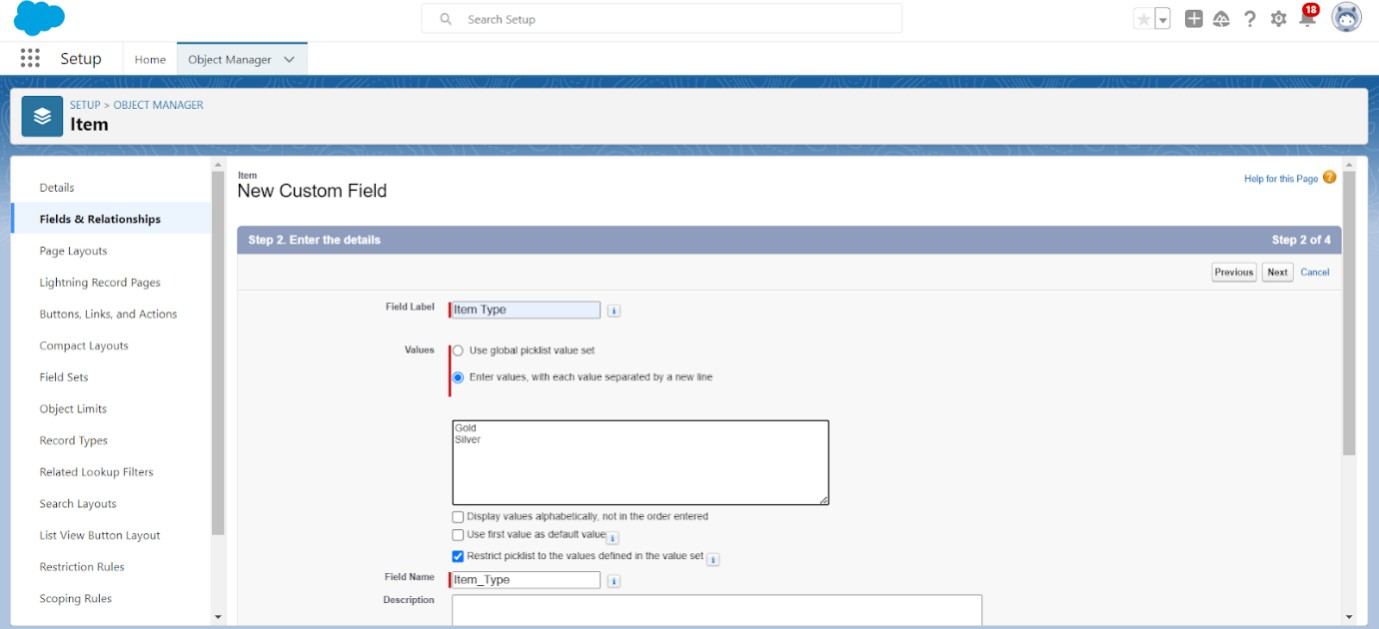 Search Setup
18
Setup
Home
Object Manager
SETUP > OBJECT MANAGER
Item
Details
Fields & Relationships
Page Layouts
Lightning Record Pages
Buttons, Links, and Actions
Compact Layouts
Field Sets
Object Limits
Record Types
Related Lookup Filters
Search Layouts
List View Button Layout
Restriction Rules
Scoping Rules
Item
New Custom Field
Help for this Page ?
Step 2. Enter the details
Step 2 of 4
Previous Next Cancel
Field Label Item Type i
Values Use global picklist value set
Enter values, with each value separated by a new line
Gold
Silver
Display values alphabetically, not in the order entered
Use first value as default value i
Restrict picklist to the values defined in the value set i
Field Name Item_Type i
Description